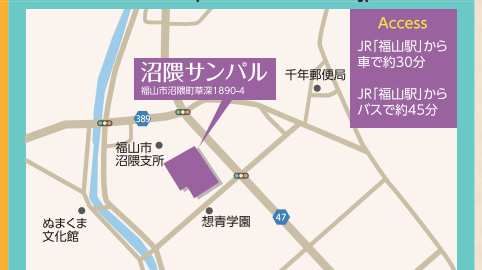 Access
JR「福山駅」から
車で約30分
JR「福山駅」から
バスで約45分
沼隈サンパル
福山市沼隈町草深1890-4
千年郵便局
389
福山市
沼隈支所
ぬまくま
文化館
想青学園
47